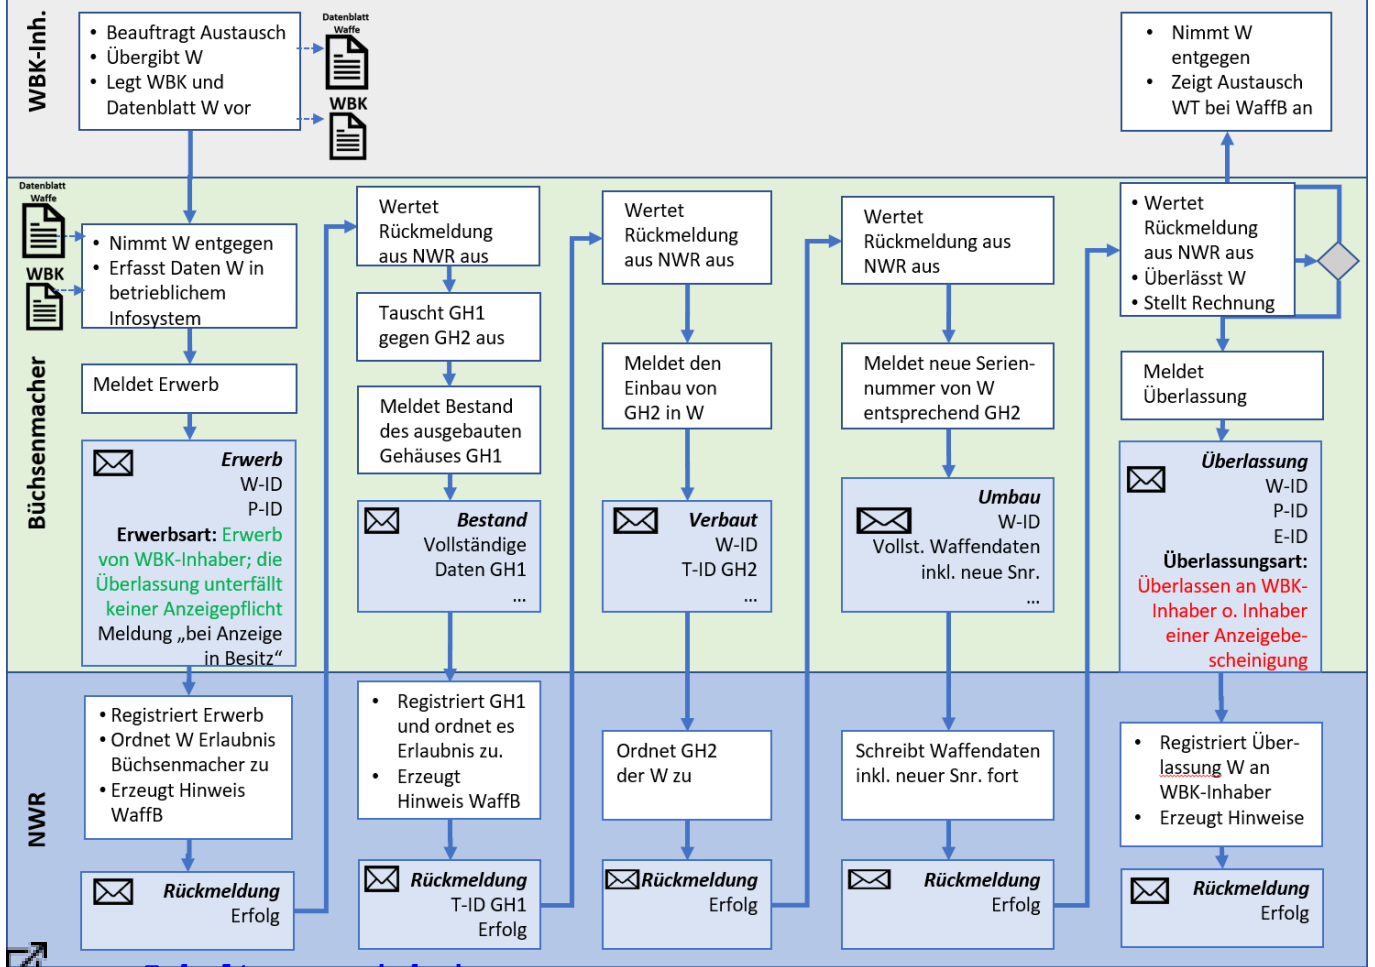 WBK-Inh.
• Beauftragt Austausch
• Übergibt W
• Legt WBK und
Datenblatt W vor
Datenblatt
Waffe
WBK
• Nimmt W
entgegen
• Zeigt Austausch
WT bei WaffB an
Büchsenmacher
Datenblatt
Waffe
WBK
• Nimmt W entgegen
• Erfasst Daten W in
betrieblichem
Infosystem
Meldet Erwerb
Erwerb
W-ID
P-ID
Erwerbsart: Erwerb
von WBK-Inhaber; die
Überlassung unterfällt
keiner Anzeigepflicht
Meldung „bei Anzeige
in Besitz“
Wertet
Rückmeldung
aus NWR aus
Tauscht GH1
gegen GH2 aus
Meldet Bestand
des ausgebauten
Gehäuses GH1
Bestand
Vollständige
Daten GH1
...
Wertet
Rückmeldung
aus NWR aus
Meldet den
Einbau von
GH2 in W
Verbaut
W-ID
T-ID GH2
...
Wertet
Rückmeldung aus
NWR aus
Meldet neue Serien-
nummer von W
entsprechend GH2
Umbau
W-ID
Vollst. Waffendaten
inkl. neue Snr.
...
• Wertet
Rückmeldung
aus NWR aus
• Überlässt W
• Stellt Rechnung
Meldet
Überlassung
Überlassung
W-ID
P-ID
E-ID
Überlassungsart:
Überlassen an WBK-
Inhaber o. Inhaber
einer Anzeigebe-
scheinigung
NWR
• Registriert Erwerb
• Ordnet W Erlaubnis
Büchsenmacher zu
• Erzeugt Hinweis
WaffB
Rückmeldung
Erfolg
• Registriert GH1
und ordnet es
Erlaubnis zu.
• Erzeugt
Hinweis WaffB
Rückmeldung
T-ID GH1
Erfolg
Ordnet GH2
der W zu
Rückmeldung
Erfolg
Schreibt Waffendaten
inkl. neuer Snr. fort
Rückmeldung
Erfolg
• Registriert Über-
lassung W an
WBK-Inhaber
• Erzeugt Hinweise
Rückmeldung
Erfolg